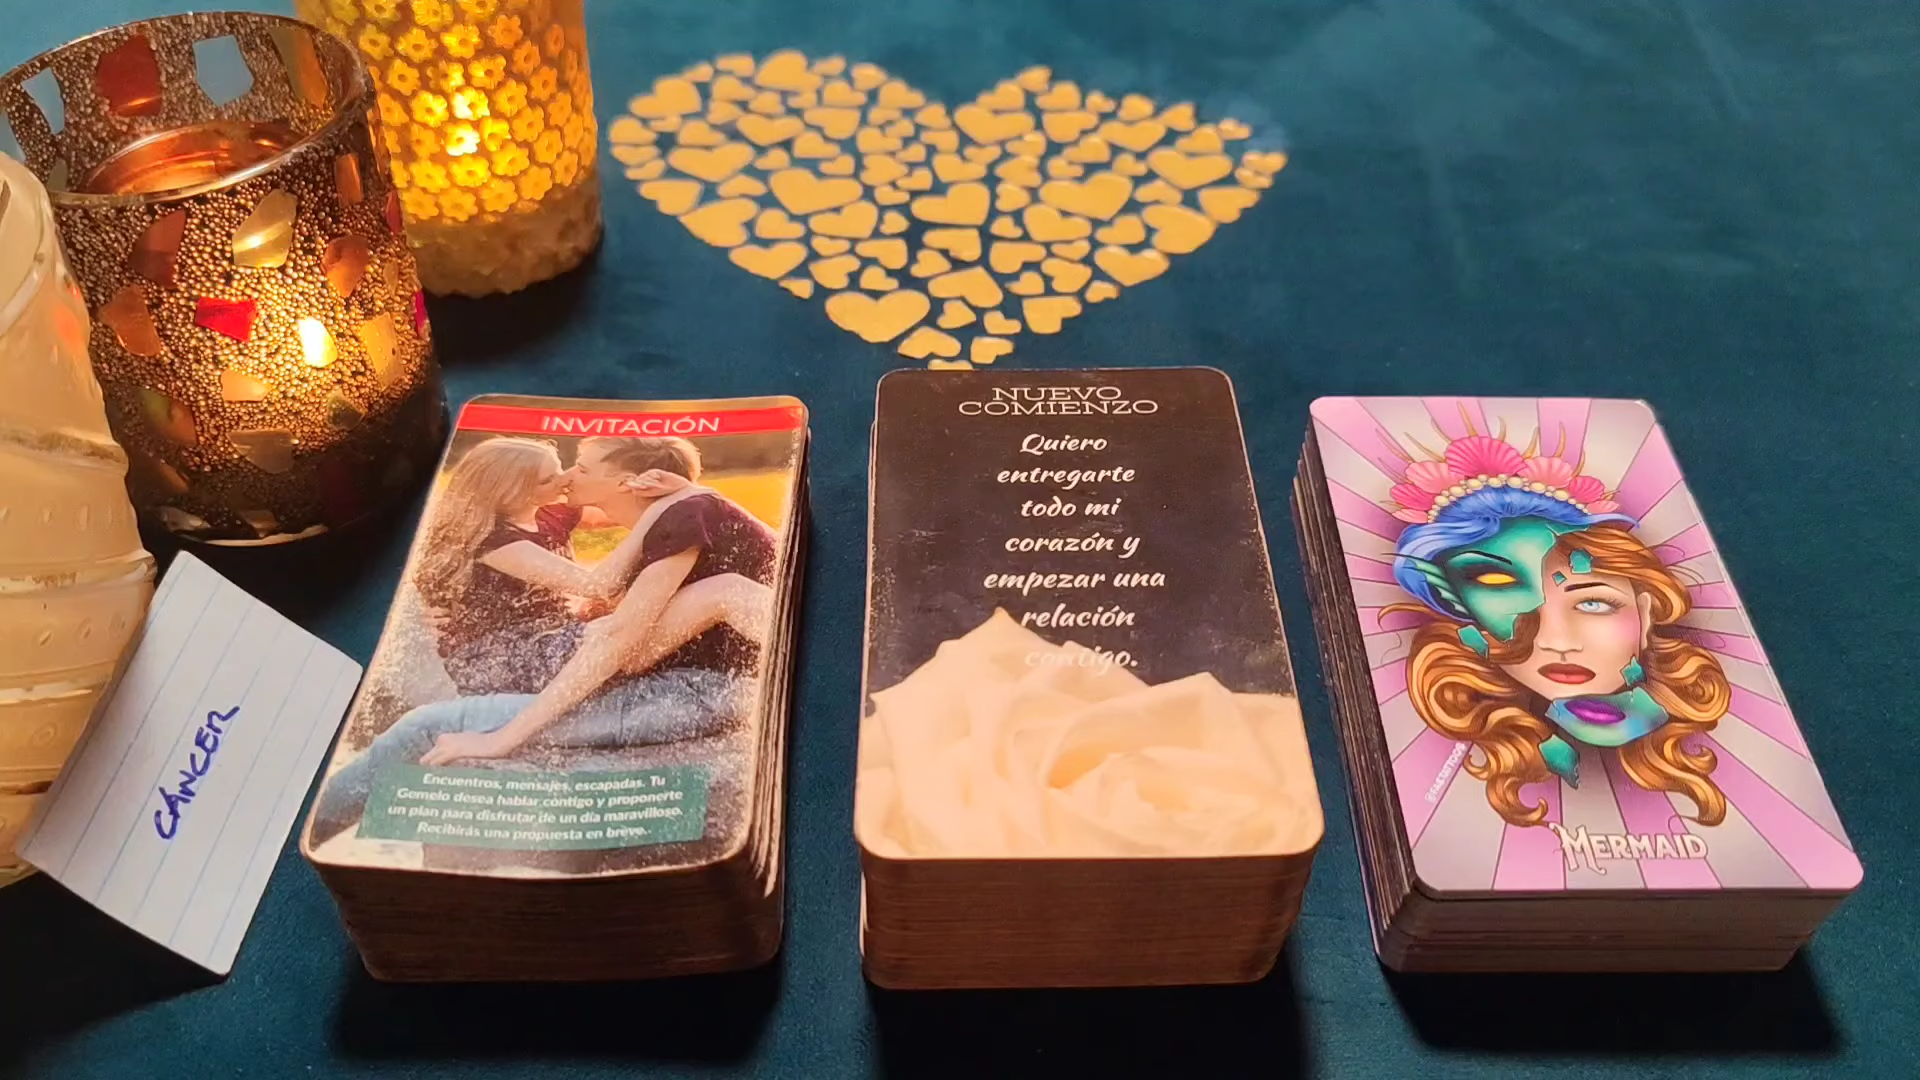 CÁNCER
INVITACIÓN
Encuentros, mensajes, escapadas. Tu
Gemelo desea hablar contigo y proponerte
un plan para disfrutar de un día maravilloso.
Recibirás una propuesta en breve.
NUEVO
COMIENZO
Quiero
entregarte
todo mi
corazón y
empezar una
relación
contigo.
MERMAID